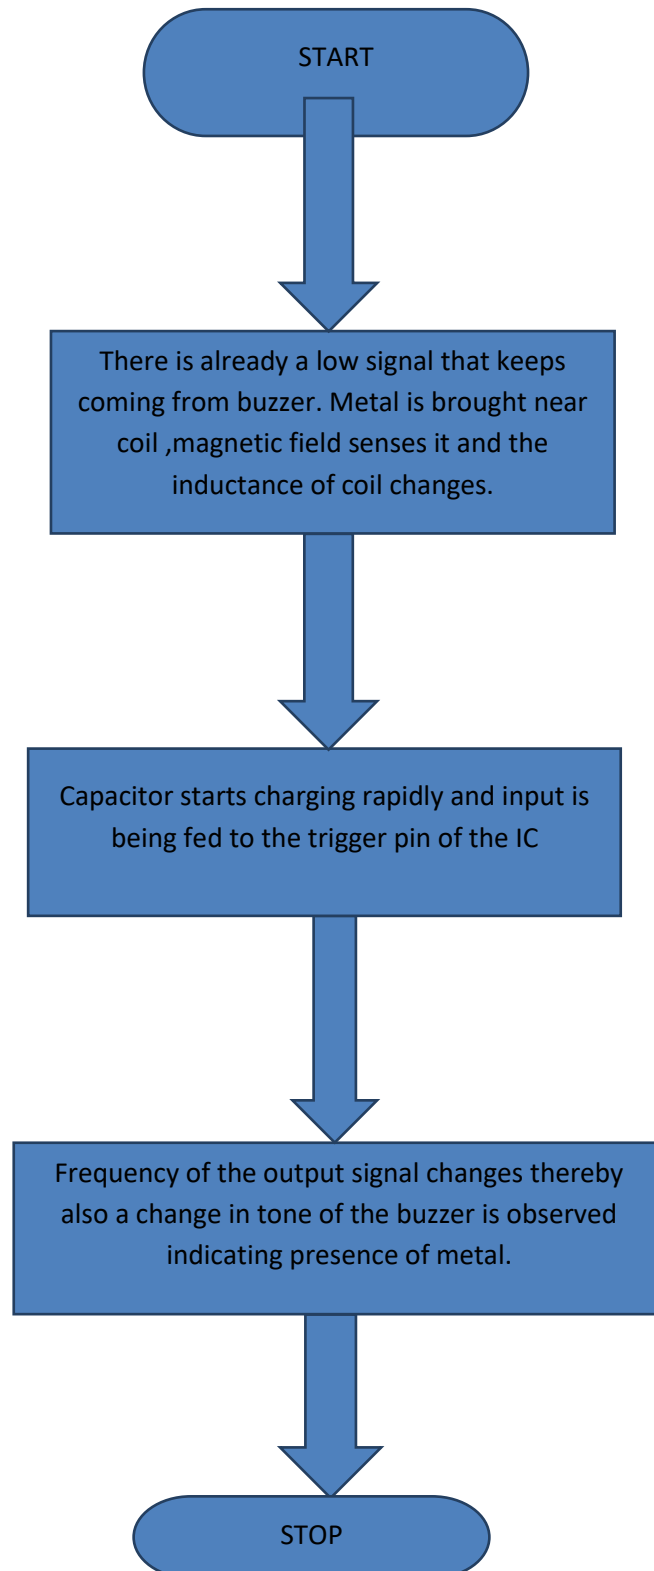 START
There is already a low signal that keeps
coming from buzzer. Metal is brought near
coil ,magnetic field senses it and the
inductance of coil changes.
Capacitor starts charging rapidly and input is
being fed to the trigger pin of the IC
Frequency of the output signal changes thereby
also a change in tone of the buzzer is observed
indicating presence of metal.
STOP